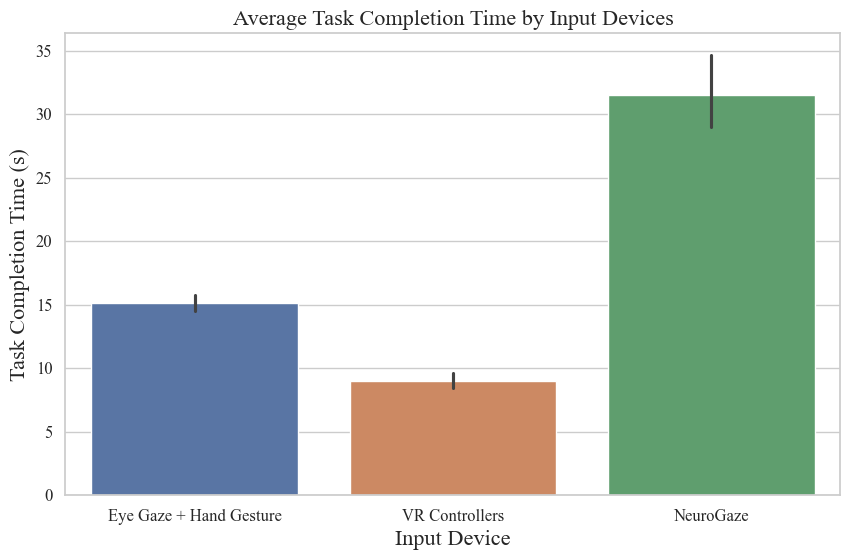 Average Task Completion Time by Input Devices
Task Completion Time (s)
35
30
25
20
15
10
5
0
Eye Gaze + Hand Gesture
VR Controllers
NeuroGaze
Input Device